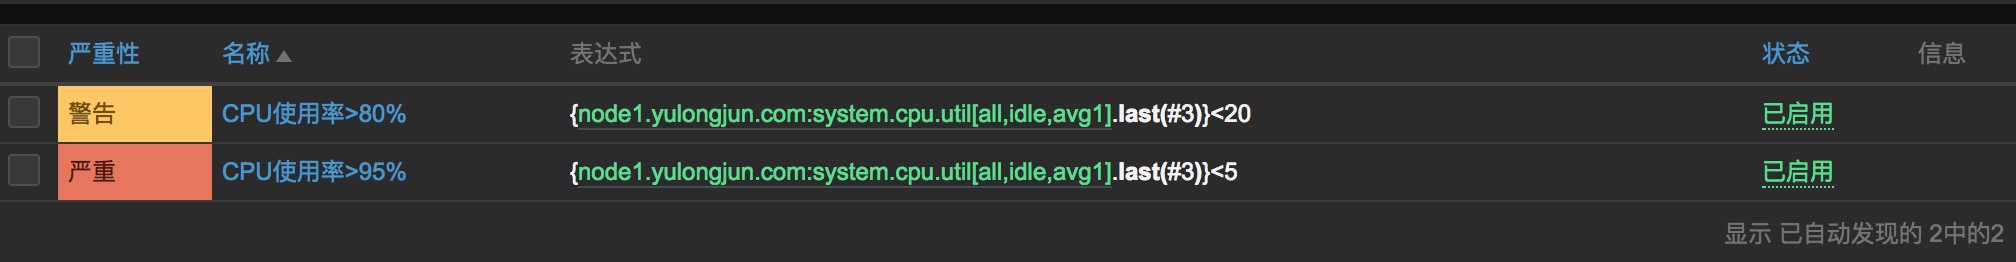 严重性 名称 表达式 状态 信息
警告 CPU使用率>80% {node1.yulongjun.com:system.cpu.util[all,idle,avg1].last(#3)}<20 已启用
严重 CPU使用率>95% {node1.yulongjun.com:system.cpu.util[all,idle,avg1].last(#3)}<5 已启用
显示 已自动发现的 2中的2